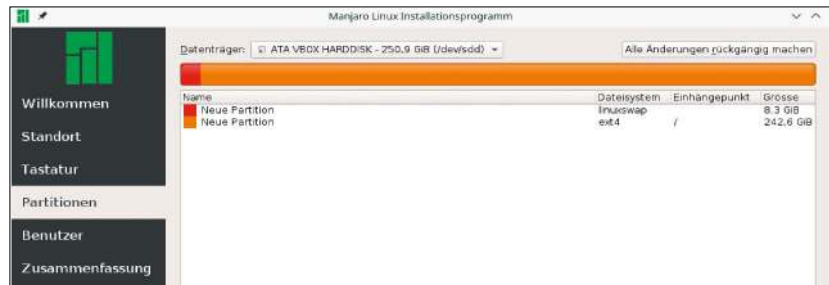 Manjaro Linux Installationsprogramm
Datenträger: ATA VBOX HARDDISK - 250,9 GiB (/dev/sdd)
Alle Änderungen rückgängig machen
Willkommen
Standort
Tastatur
Partitionen
Benutzer
Zusammenfassung
Name Dateisystem Einhängepunkt Grösse
Neue Partition linuxswap 8.3 GiB
Neue Partition ext4 / 242.6 GiB